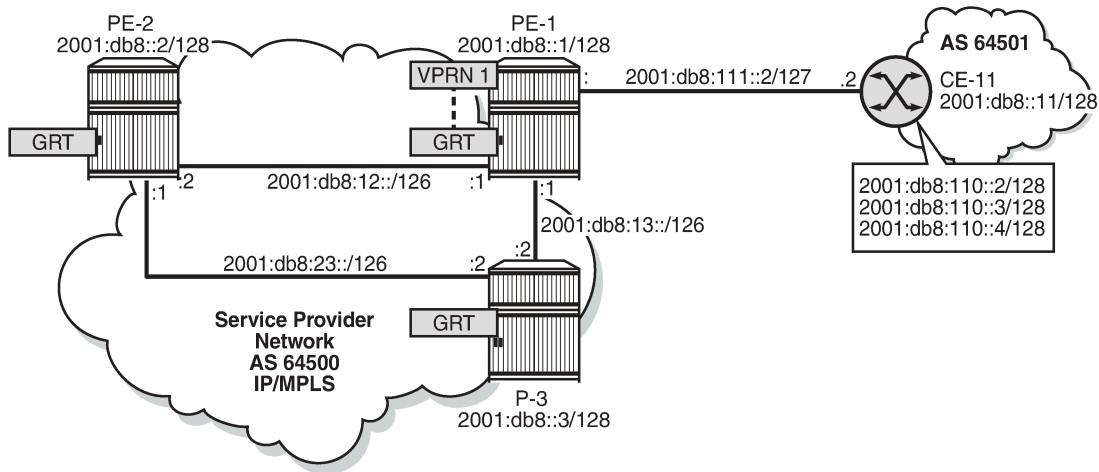 PE-2
2001:db8::2/128
PE-1
2001:db8::1/128
AS 64501
VPRN 1
:
2001:db8:111::2/127
.2
CE-11
2001:db8::11/128
GRT
GRT
:2
2001:db8:12::/126
:1
:1
:1
2001:db8:110::2/128
2001:db8:110::3/128
2001:db8:110::4/128
2001:db8:13::/126
:2
2001:db8:23::/126
:2
Service Provider
Network
AS 64500
IP/MPLS
GRT
P-3
2001:db8::3/128